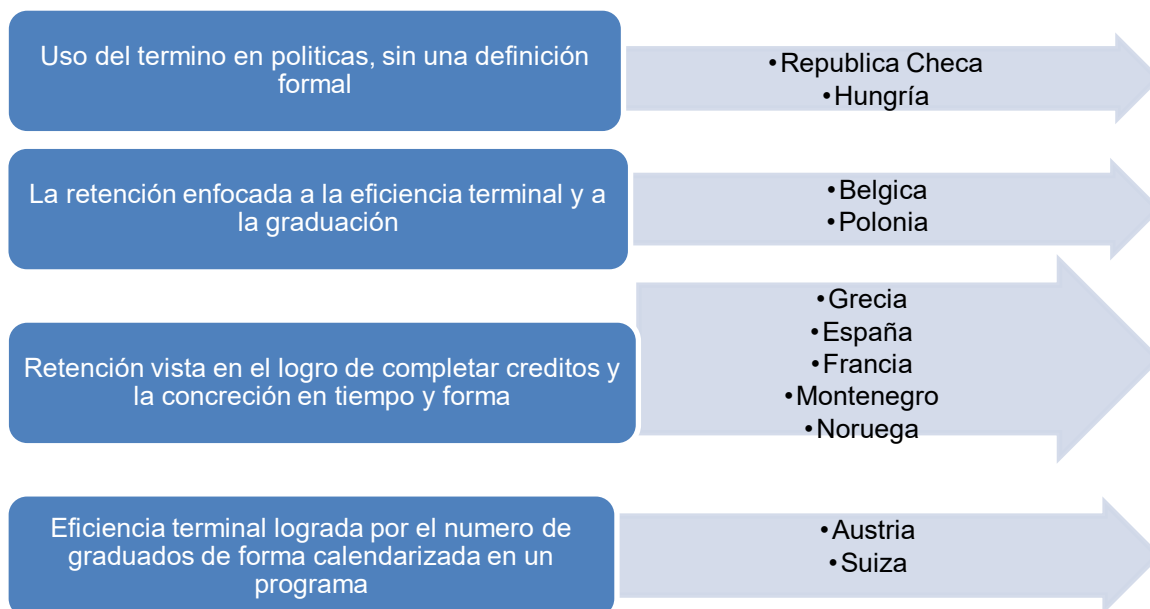 Uso del termino en politicas, sin una definición
formal
•Republica Checa
•Hungría
La retención enfocada a la eficiencia terminal y a
la graduación
•Belgica
•Polonia
Retención vista en el logro de completar creditos y
la concreción en tiempo y forma
•Grecia
•España
•Francia
•Montenegro
•Noruega
Eficiencia terminal lograda por el numero de
graduados de forma calendarizada en un
programa
•Austria
•Suiza